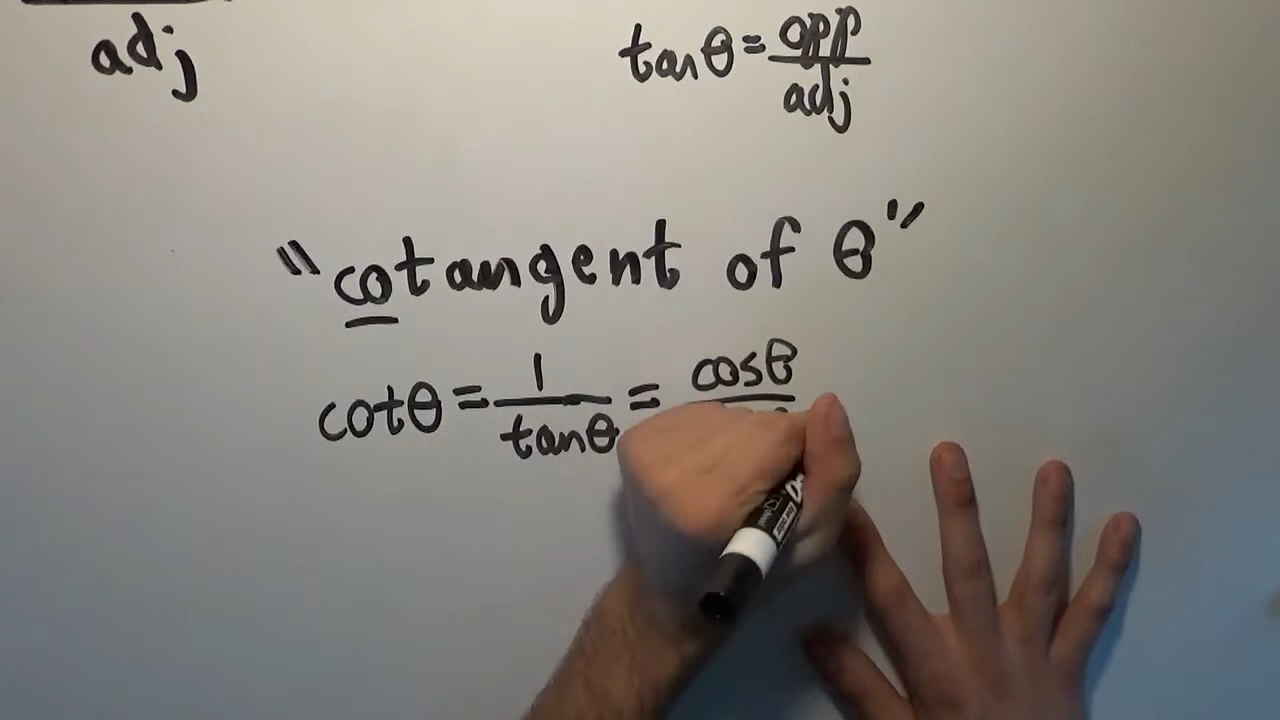 adj
tanθ = opp/adj
"cotangent of θ"
cotθ = 1/tanθ = cosθ